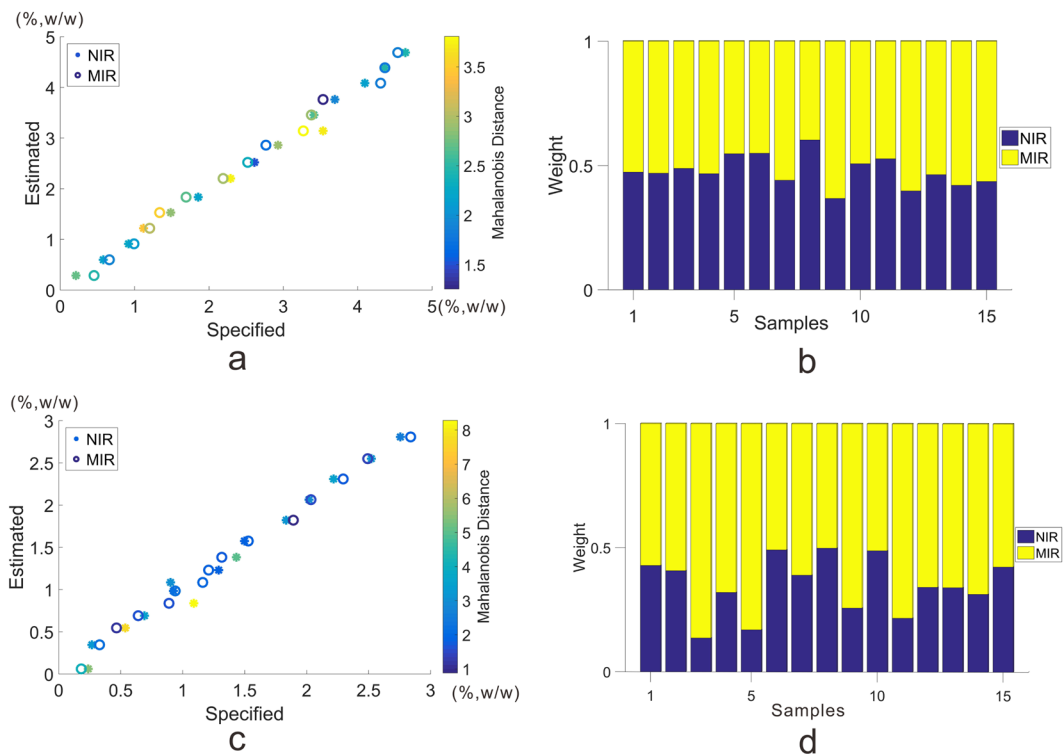 (%,w/w)
5
4
3
2
1
0
Estimated
NIR
MIR
0 1 2 3 4 5
(%,w/w)
Specified
3.5
3
2.5
2
1.5
Mahalanobis Distance
a
1
0.5
0
Weight
NIR
MIR
1 5 10 15
Samples
b
(%,w/w)
3
2.5
2
1.5
1
0.5
0
Estimated
NIR
MIR
0 0.5 1 1.5 2 2.5 3
(%,w/w)
Specified
8
7
6
5
4
3
2
1
Mahalanobis Distance
c
1
0.5
0
Weight
NIR
MIR
1 5 10 15
Samples
d